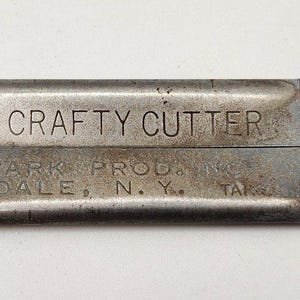 CRAFTY CUTTER
ARK PROD. INC.
DALE, N. Y.